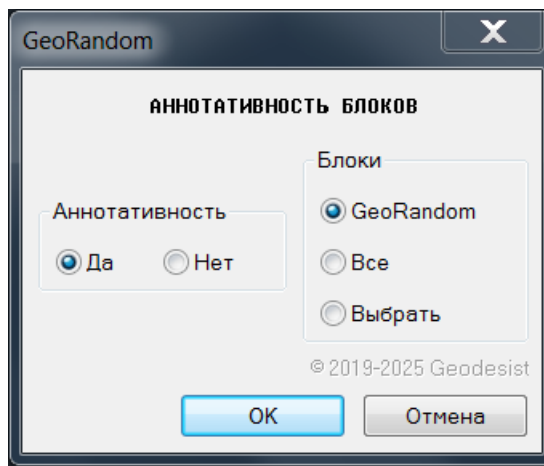 GeoRandom
АННОТАТИВНОСТЬ БЛОКОВ
Аннотативность
Да Нет
Блоки
GeoRandom
Все
Выбрать
© 2019-2025 Geodesist
OK Отмена